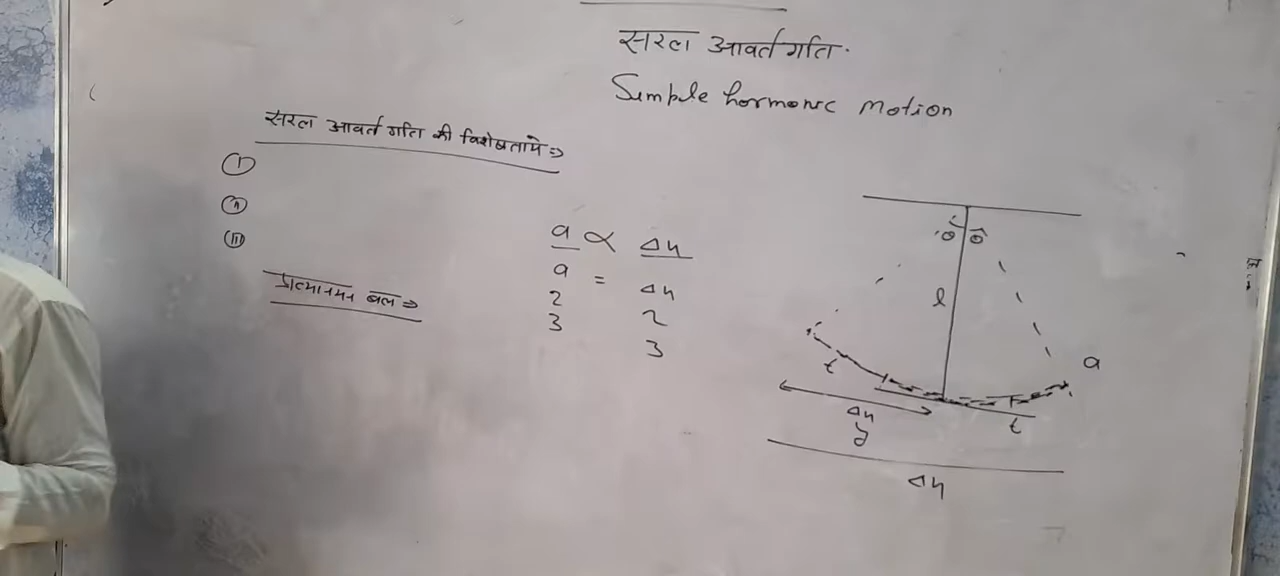 सरल आवर्त गति
Simple hormonic Motion
सरल आवर्त गति की विशेषतायें ⇒
(I)
(II)
(III)
a ∝ Δx
a = Δx
2 2
3 3
प्रत्यानयन बल ⇒
θ θ
l
a
t
t
Δx
y
Δx